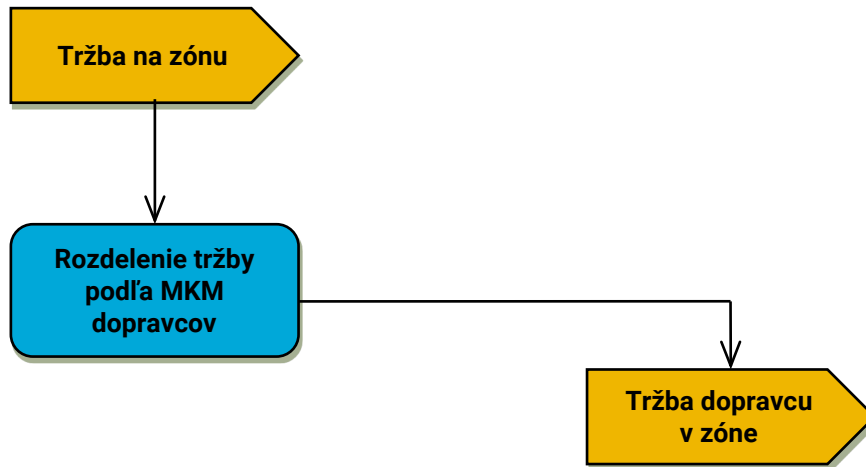 Tržba na zónu
Rozdelenie tržby
podľa MKM
dopravcov
Tržba dopravcu
v zóne